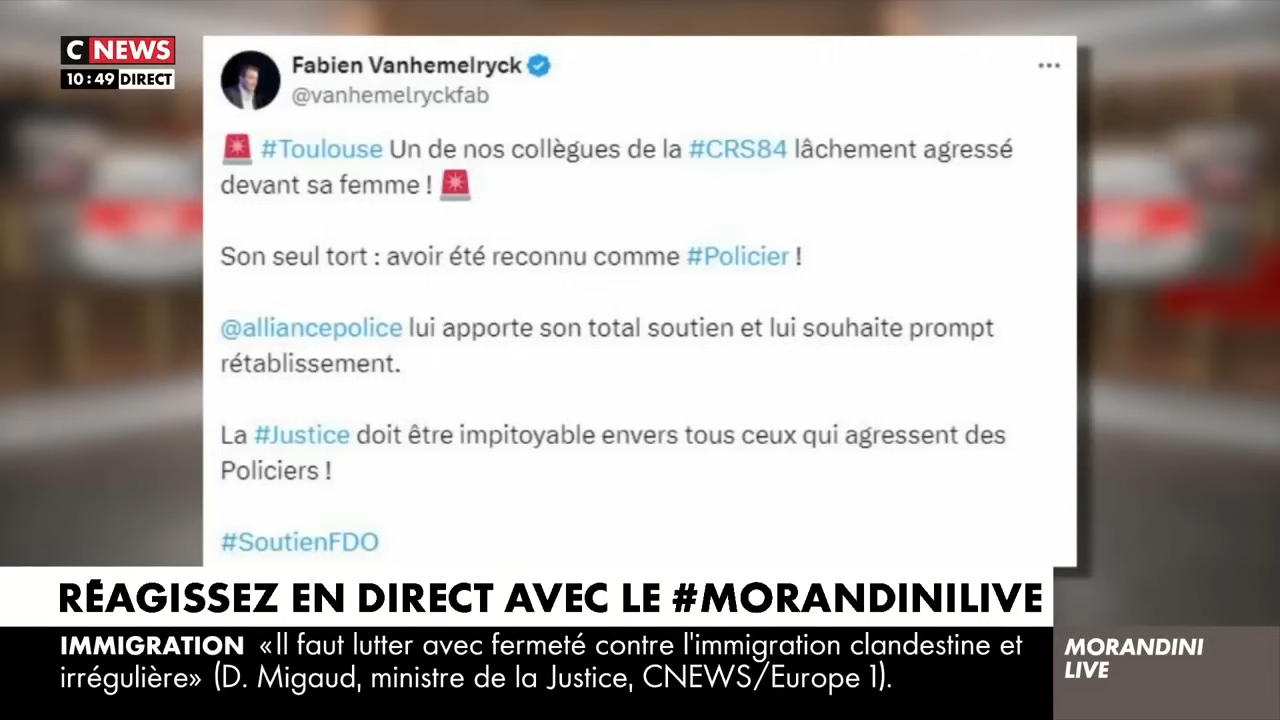 C NEWS
10:49 DIRECT
Fabien Vanhemelryck
@vanhemelryckfab
#Toulouse Un de nos collègues de la #CRS84 lâchement agressé
devant sa femme !
Son seul tort : avoir été reconnu comme #Policier !
@alliancepolice lui apporte son total soutien et lui souhaite prompt
rétablissement.
La #Justice doit être impitoyable envers tous ceux qui agressent des
Policiers !
#SoutienFDO
RÉAGISSEZ EN DIRECT AVEC LE #MORANDINILIVE
IMMIGRATION «Il faut lutter avec fermeté contre l'immigration clandestine et
irrégulière» (D. Migaud, ministre de la Justice, CNEWS/Europe 1).
MORANDINI
LIVE